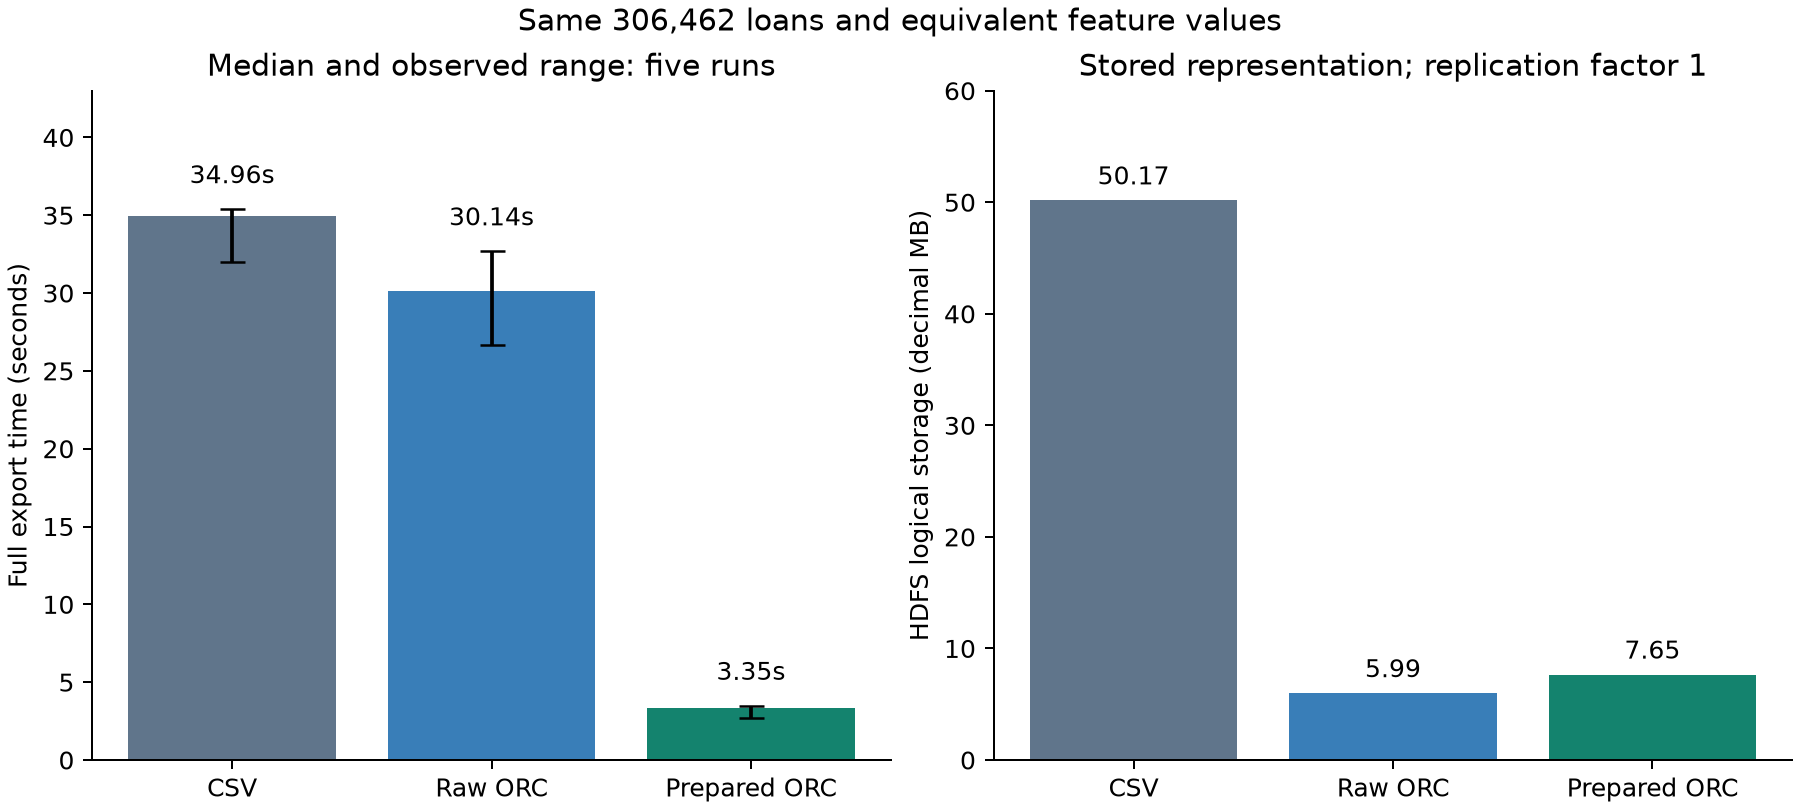 Same 306,462 loans and equivalent feature values
Median and observed range: five runs
Full export time (seconds)
40
35
30
25
20
15
10
5
0
34.96s
30.14s
3.35s
CSV
Raw ORC
Prepared ORC
Stored representation; replication factor 1
HDFS logical storage (decimal MB)
60
50
40
30
20
10
0
50.17
5.99
7.65
CSV
Raw ORC
Prepared ORC